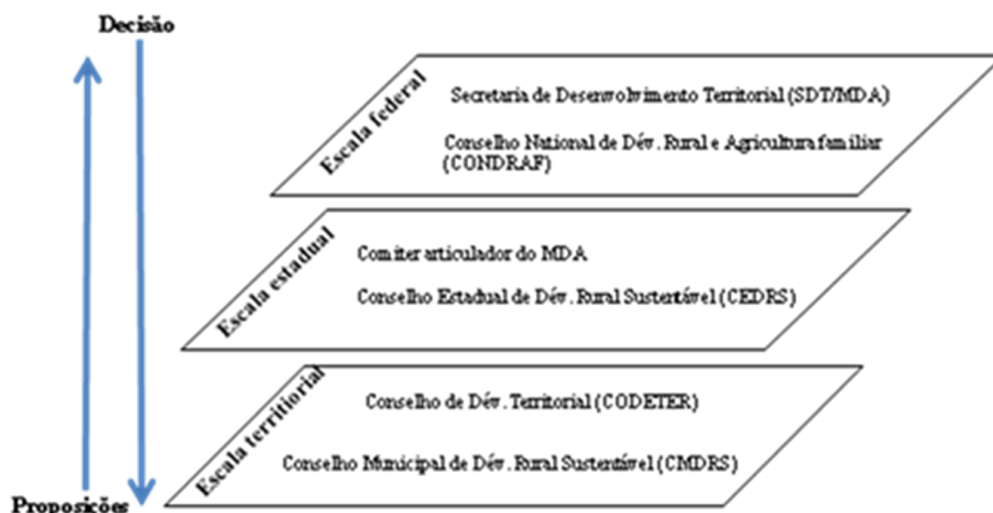 Decisão
Escala federal
Secretaria de Desenvolvimento Territorial (SDT/MDA)
Conselho National de Dév. Rural e Agricultura familiar
(CONDRAF)
Escala estadual
Comiter articulador do MDA
Conselho Estadual de Dév. Rural Sustentável (CEDRS)
Escala territiorial
Conselho de Dév. Territorial (CODETER)
Conselho Municipal de Dév. Rural Sustentável (CMDRS)
Proposições